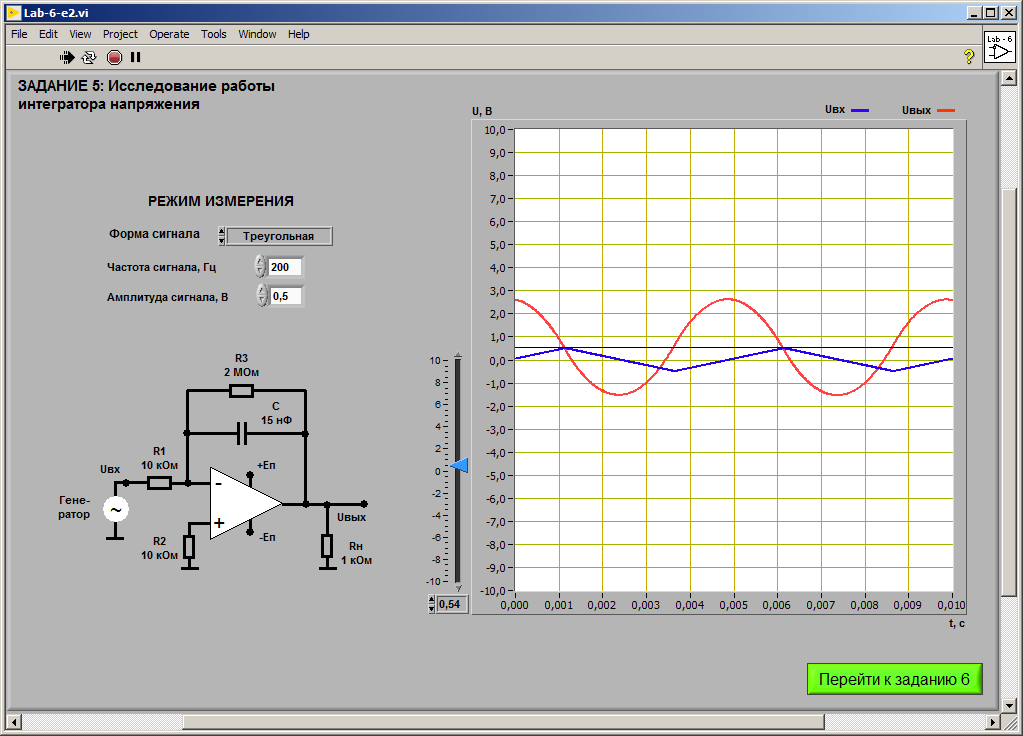 Lab-6-e2.vi
File Edit View Project Operate Tools Window Help
?
Lab - 6
ЗАДАНИЕ 5: Исследование работы
интегратора напряжения
РЕЖИМ ИЗМЕРЕНИЯ
Форма сигнала Треугольная
Частота сигнала, Гц 200
Амплитуда сигнала, В 0,5
R3
2 МОм
C
15 нФ
R1
10 кОм
Uвх
+Eп
-
Гене-
ратор
~
+
Uвых
R2
10 кОм
-Eп
Rн
1 кОм
10
8
6
4
2
0
-2
-4
-6
-8
-10
0,54
U, В
Uвх Uвых
10,0
9,0
8,0
7,0
6,0
5,0
4,0
3,0
2,0
1,0
0,0
-1,0
-2,0
-3,0
-4,0
-5,0
-6,0
-7,0
-8,0
-9,0
-10,0
0,000 0,001 0,002 0,003 0,004 0,005 0,006 0,007 0,008 0,009 0,010
t, с
Перейти к заданию 6